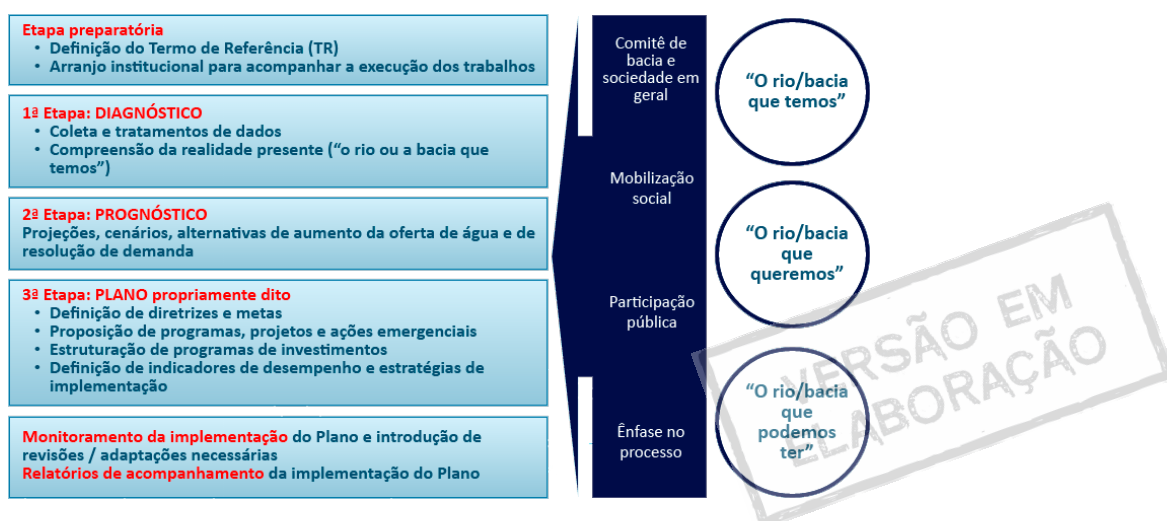 Etapa preparatória
• Definição do Termo de Referência (TR)
• Arranjo institucional para acompanhar a execução dos trabalhos
1ª Etapa: DIAGNÓSTICO
• Coleta e tratamentos de dados
• Compreensão da realidade presente (“o rio ou a bacia que
temos”)
2ª Etapa: PROGNÓSTICO
Projeções, cenários, alternativas de aumento da oferta de água e de
resolução de demanda
3ª Etapa: PLANO propriamente dito
• Definição de diretrizes e metas
• Proposição de programas, projetos e ações emergenciais
• Estruturação de programas de investimentos
• Definição de indicadores de desempenho e estratégias de
implementação
Monitoramento da implementação do Plano e introdução de
revisões / adaptações necessárias
Relatórios de acompanhamento da implementação do Plano
Comitê de
bacia e
sociedade em
geral
Mobilização
social
Participação
pública
Ênfase no
processo
“O rio/bacia
que temos”
“O rio/bacia
que
queremos”
“O rio/bacia
que
podemos
ter”
VERSÃO EM
ELABORAÇÃO